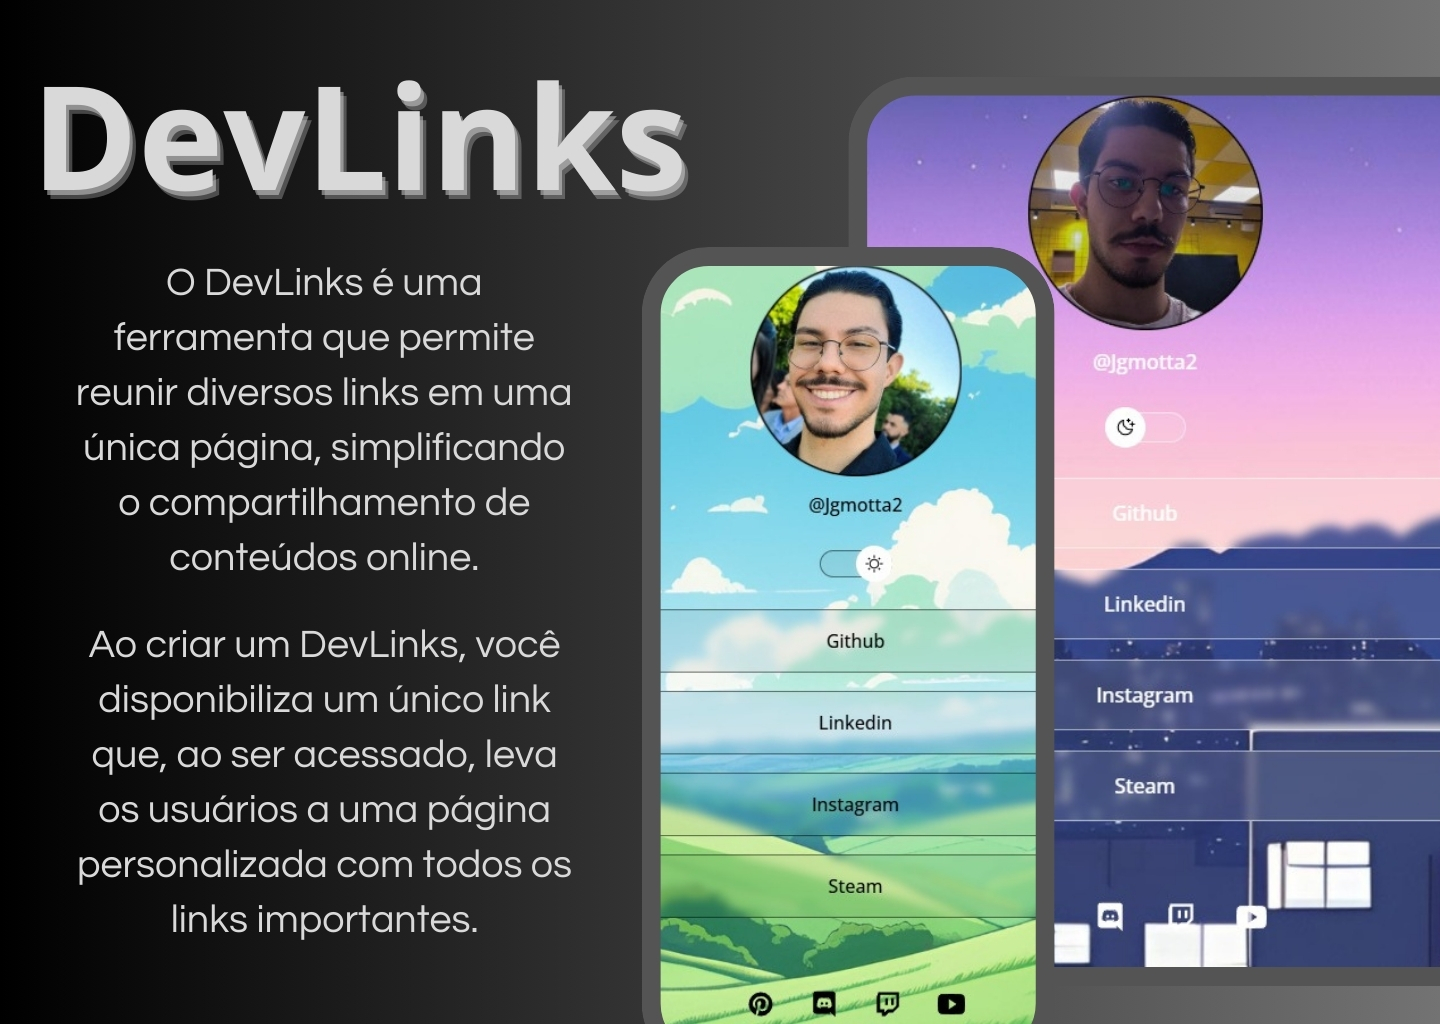 DevLinks
O DevLinks é uma
ferramenta que permite
reunir diversos links em uma
única página, simplificando
o compartilhamento de
conteúdos online.
Ao criar um DevLinks, você
disponibiliza um único link
que, ao ser acessado, leva
os usuários a uma página
personalizada com todos os
links importantes.
@Jgmotta2
Github
Linkedin
Instagram
Steam
@Jgmotta2
Github
Linkedin
Instagram
Steam